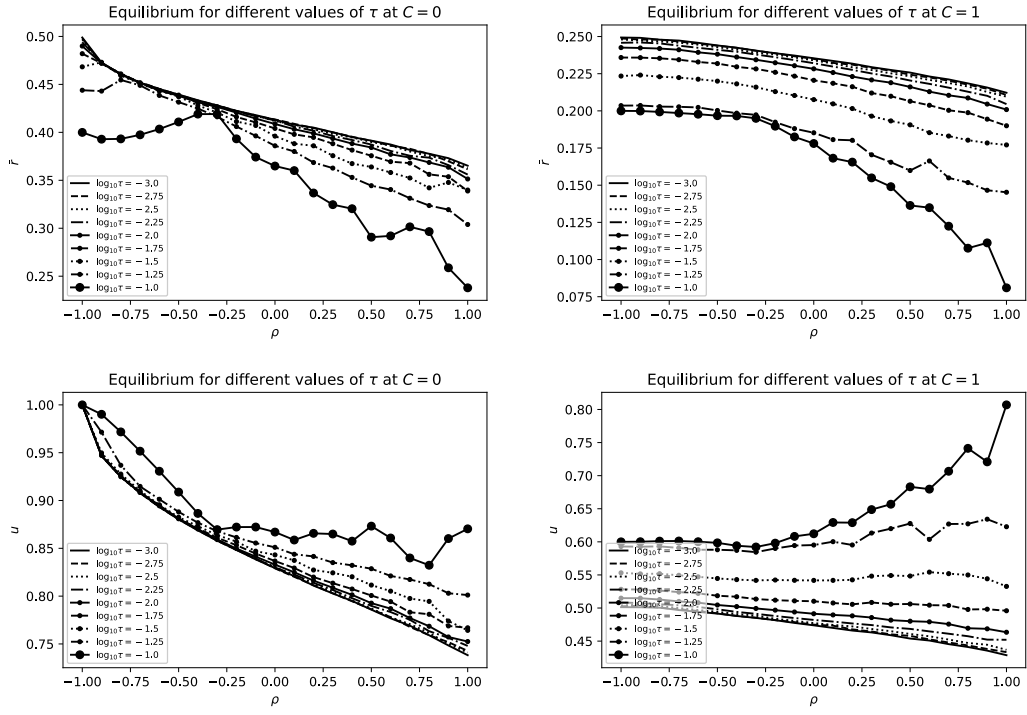 Equilibrium for different values of τ at C = 0
0.50
0.45
0.40
0.35
0.30
0.25
r̄
log₁₀τ = −3.0
log₁₀τ = −2.75
log₁₀τ = −2.5
log₁₀τ = −2.25
log₁₀τ = −2.0
log₁₀τ = −1.75
log₁₀τ = −1.5
log₁₀τ = −1.25
log₁₀τ = −1.0
−1.00 −0.75 −0.50 −0.25 0.00 0.25 0.50 0.75 1.00
ρ
Equilibrium for different values of τ at C = 1
0.250
0.225
0.200
0.175
0.150
0.125
0.100
0.075
r̄
log₁₀τ = −3.0
log₁₀τ = −2.75
log₁₀τ = −2.5
log₁₀τ = −2.25
log₁₀τ = −2.0
log₁₀τ = −1.75
log₁₀τ = −1.5
log₁₀τ = −1.25
log₁₀τ = −1.0
−1.00 −0.75 −0.50 −0.25 0.00 0.25 0.50 0.75 1.00
ρ
Equilibrium for different values of τ at C = 0
1.00
0.95
0.90
0.85
0.80
0.75
u
log₁₀τ = −3.0
log₁₀τ = −2.75
log₁₀τ = −2.5
log₁₀τ = −2.25
log₁₀τ = −2.0
log₁₀τ = −1.75
log₁₀τ = −1.5
log₁₀τ = −1.25
log₁₀τ = −1.0
−1.00 −0.75 −0.50 −0.25 0.00 0.25 0.50 0.75 1.00
ρ
Equilibrium for different values of τ at C = 1
0.80
0.75
0.70
0.65
0.60
0.55
0.50
0.45
u
log₁₀τ = −3.0
log₁₀τ = −2.75
log₁₀τ = −2.5
log₁₀τ = −2.25
log₁₀τ = −2.0
log₁₀τ = −1.75
log₁₀τ = −1.5
log₁₀τ = −1.25
log₁₀τ = −1.0
−1.00 −0.75 −0.50 −0.25 0.00 0.25 0.50 0.75 1.00
ρ